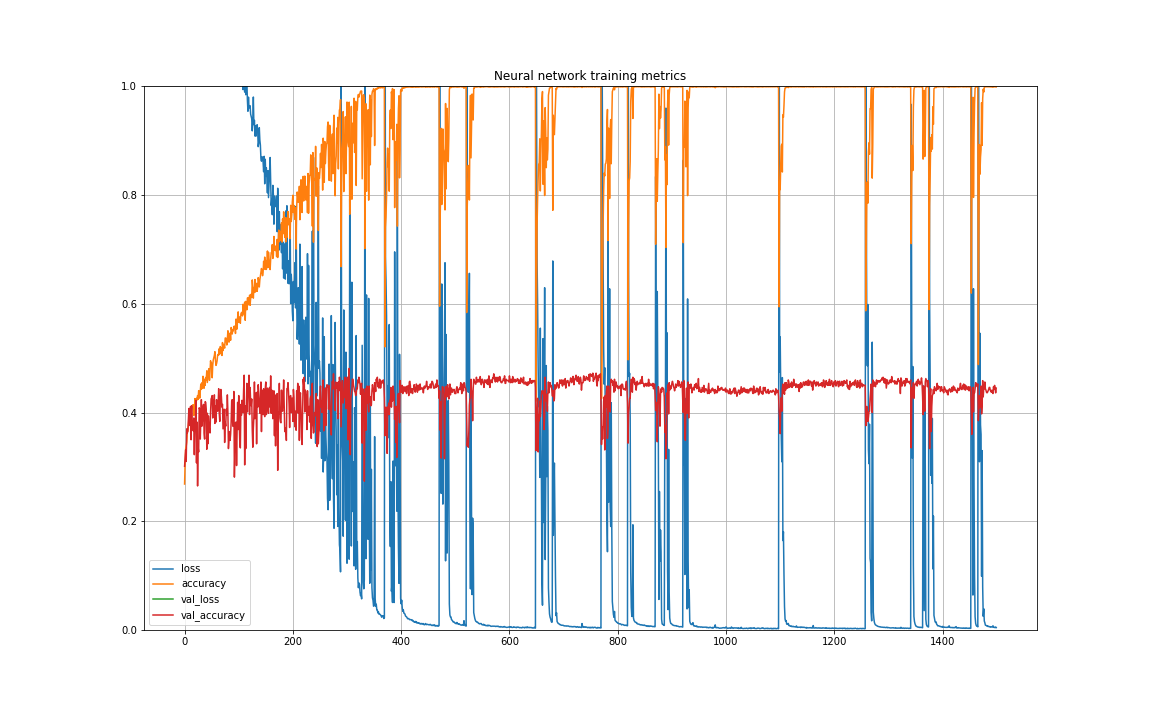 Neural network training metrics
1.0
0.8
0.6
0.4
0.2
0.0
loss
accuracy
val_loss
val_accuracy
0 200 400 600 800 1000 1200 1400